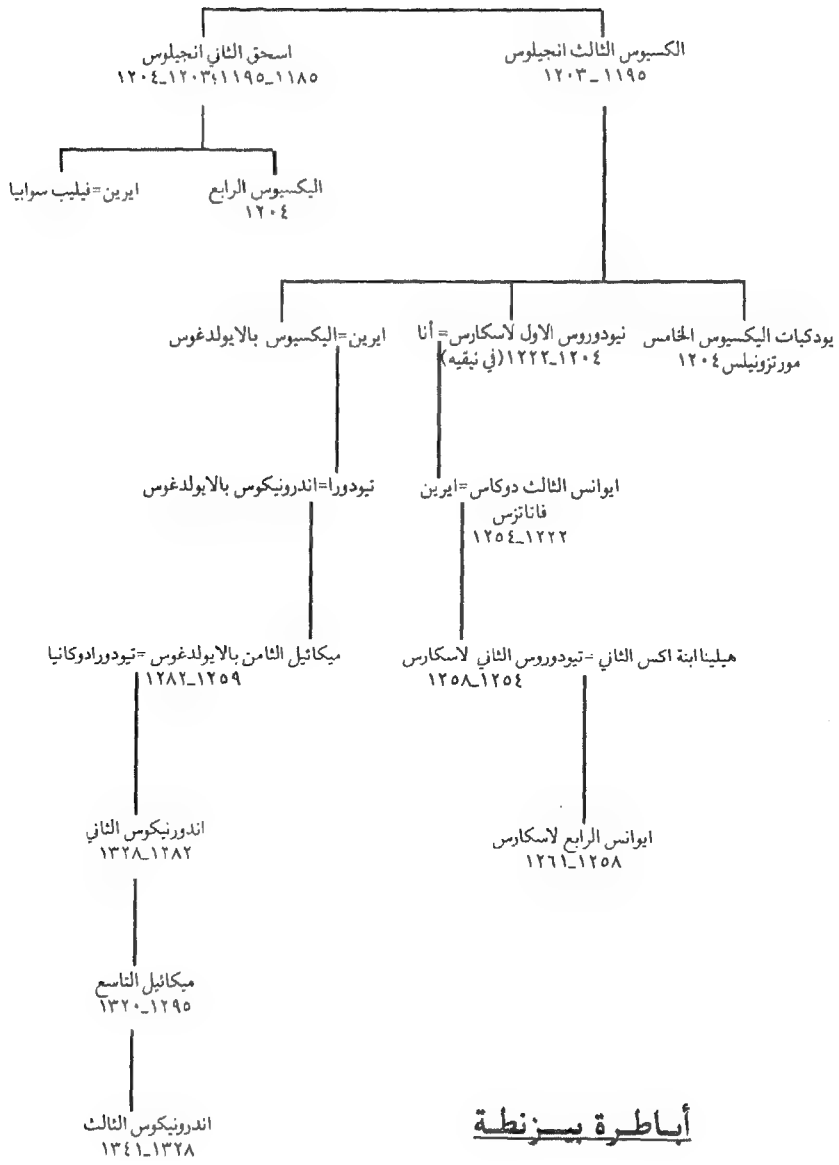 الكسيوس الثالث انجيلوس
١١٩٥_١٢٠٣
اسحق الثاني انجيلوس
١١٨٥_١١٩٥؛١٢٠٣_١٢٠٤
اليكسيوس الرابع
١٢٠٤
ايرين=فيليب سوابيا
يودكيات اليكسيوس الخامس
مورتزونيلس ١٢٠٤
نيودوروس الاول لاسكارس= أنا
١٢٠٤_١٢٢٢(في نيقيه)
ايرين=اليكسيوس بالايولدغوس
ايوانس الثالث دوكاس=ايرين
فاناتزس
١٢٢٢_١٢٥٤
تيودورا=اندرونيكوس بالايولدغوس
هيلينا ابنة اكس الثاني =تيودوروس الثاني لاسكارس
١٢٥٤_١٢٥٨
ميكائيل الثامن بالايولدغوس =تيودورادوكانيا
١٢٥٩_١٢٨٢
ايوانس الرابع لاسكارس
١٢٥٨_١٢٦١
اندورنيكوس الثاني
١٢٨٢_١٣٢٨
ميكائيل التاسع
١٢٩٥_١٣٢٠
اندرونيكوس الثالث
١٣٢٨_١٣٤١
أباطرة بيزنطة